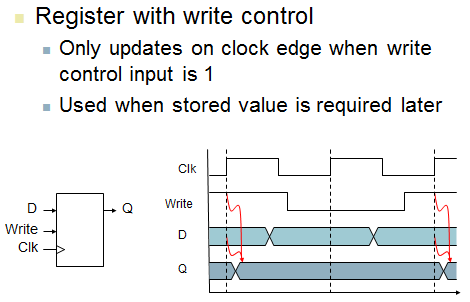 Register with write control
Only updates on clock edge when write
control input is 1
Used when stored value is required later
D
Write
Clk
Q
Clk
Write
D
Q